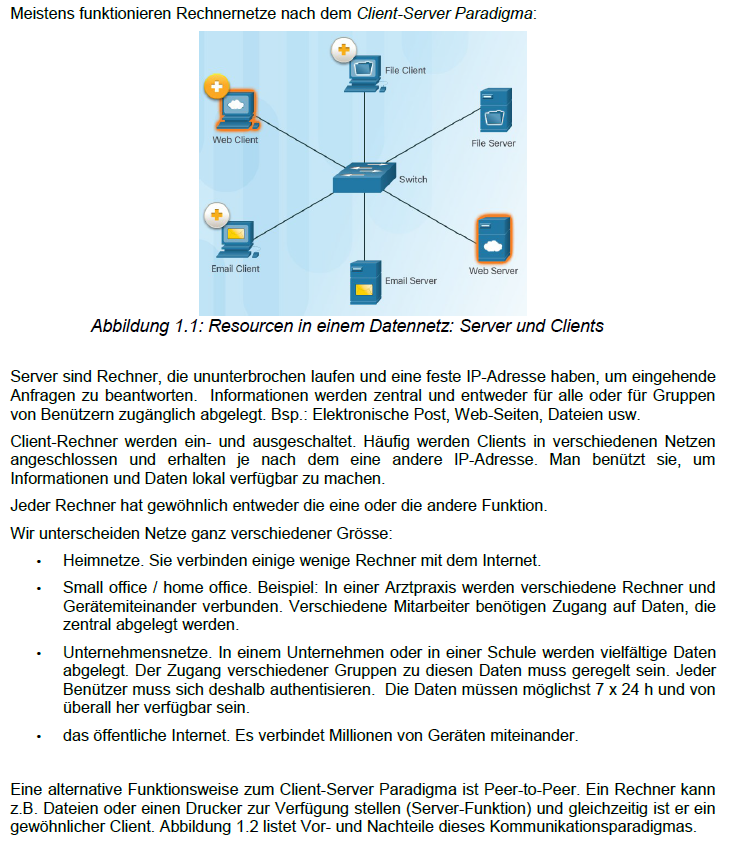 Meistens funktionieren Rechnernetze nach dem Client-Server Paradigma:
File Client
Web Client
File Server
Switch
Email Client
Web Server
Email Server
Abbildung 1.1: Resourcen in einem Datennetz: Server und Clients
Server sind Rechner, die ununterbrochen laufen und eine feste IP-Adresse haben, um eingehende
Anfragen zu beantworten.  Informationen werden zentral und entweder für alle oder für Gruppen
von Benützern zugänglich abgelegt. Bsp.: Elektronische Post, Web-Seiten, Dateien usw.
Client-Rechner werden ein- und ausgeschaltet. Häufig werden Clients in verschiedenen Netzen
angeschlossen und erhalten je nach dem eine andere IP-Adresse. Man benützt sie, um
Informationen und Daten lokal verfügbar zu machen.
Jeder Rechner hat gewöhnlich entweder die eine oder die andere Funktion.
Wir unterscheiden Netze ganz verschiedener Grösse:
• Heimnetze. Sie verbinden einige wenige Rechner mit dem Internet.
• Small office / home office. Beispiel: In einer Arztpraxis werden verschiedene Rechner und
Gerätemiteinander verbunden. Verschiedene Mitarbeiter benötigen Zugang auf Daten, die
zentral abgelegt werden.
• Unternehmensnetze. In einem Unternehmen oder in einer Schule werden vielfältige Daten
abgelegt. Der Zugang verschiedener Gruppen zu diesen Daten muss geregelt sein. Jeder
Benützer muss sich deshalb authentisieren.  Die Daten müssen möglichst 7 x 24 h und von
überall her verfügbar sein.
• das öffentliche Internet. Es verbindet Millionen von Geräten miteinander.
Eine alternative Funktionsweise zum Client-Server Paradigma ist Peer-to-Peer. Ein Rechner kann
z.B. Dateien oder einen Drucker zur Verfügung stellen (Server-Funktion) und gleichzeitig ist er ein
gewöhnlicher Client. Abbildung 1.2 listet Vor- und Nachteile dieses Kommunikationsparadigmas.